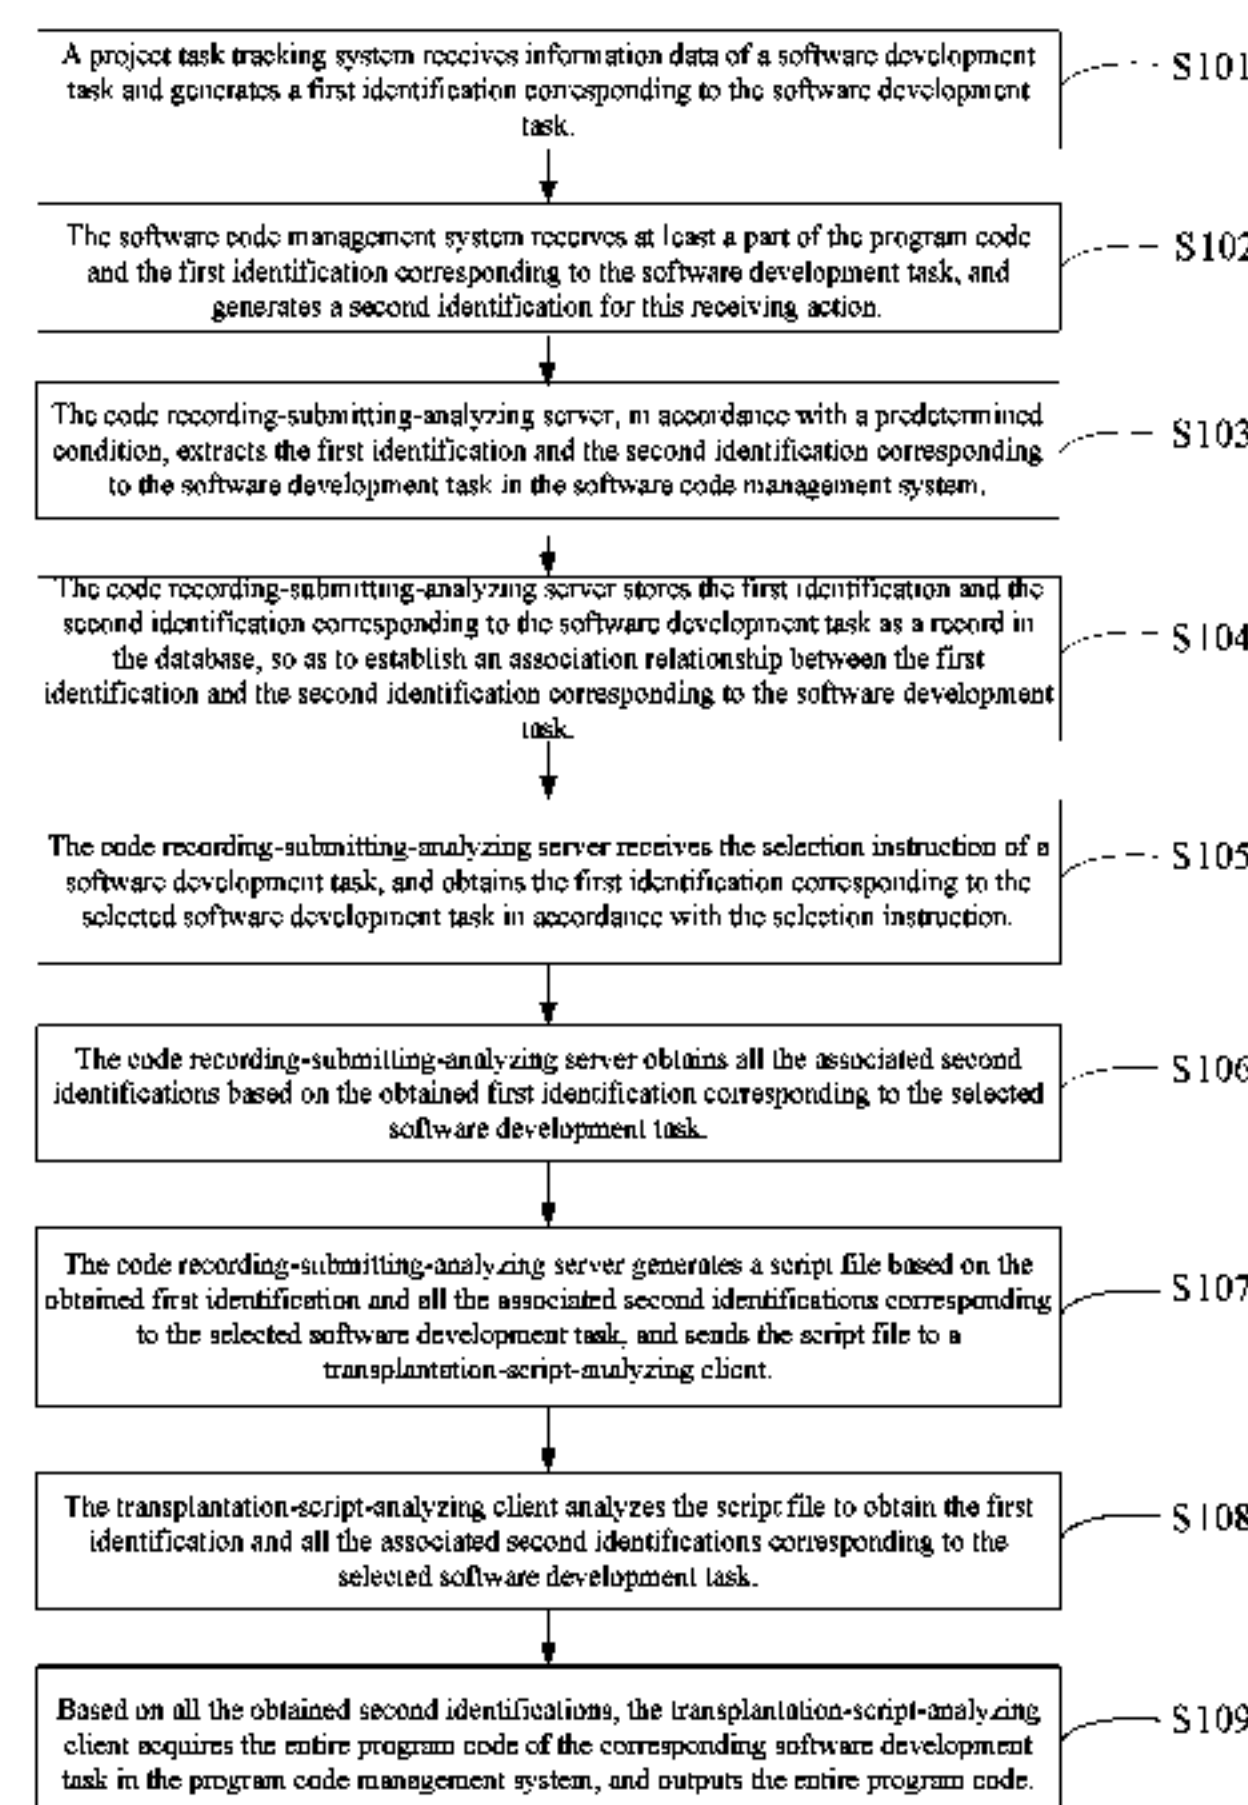 A project task tracking system receives information data of a software development
task and generates a first identification corresponding to the software development
task.
S101
The software code management system receives at least a part of the program code
and the first identification corresponding to the software development task, and
generates a second identification for this receiving action.
S102
The code recording-submitting-analyzing server, in accordance with a predetermined
condition, extracts the first identification and the second identification corresponding
to the software development task in the software code management system.
S103
The code recording-submitting-analyzing server stores the first identification and the
second identification corresponding to the software development task as a record in
the database, so as to establish an association relationship between the first
identification and the second identification corresponding to the software development
task.
S104
The code recording-submitting-analyzing server receives the selection instruction of a
software development task, and obtains the first identification corresponding to the
selected software development task in accordance with the selection instruction.
S105
The code recording-submitting-analyzing server obtains all the associated second
identifications based on the obtained first identification corresponding to the selected
software development task.
S106
The code recording-submitting-analyzing server generates a script file based on the
obtained first identification and all the associated second identifications corresponding
to the selected software development task, and sends the script file to a
transplantation-script-analyzing client.
S107
The transplantation-script-analyzing client analyzes the script file to obtain the first
identification and all the associated second identifications corresponding to the
selected software development task.
S108
Based on all the obtained second identifications, the transplantation-script-analyzing
client acquires the entire program code of the corresponding software development
task in the program code management system, and outputs the entire program code.
S109